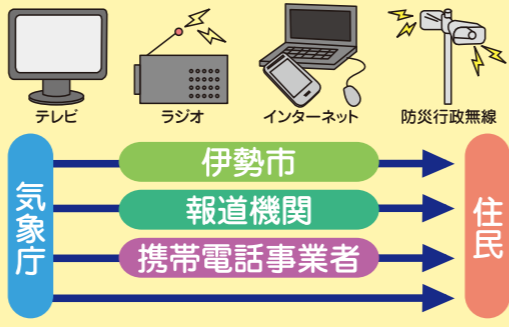 テレビ
ラジオ
インターネット
防災行政無線
気象庁
伊勢市
報道機関
携帯電話事業者
住民